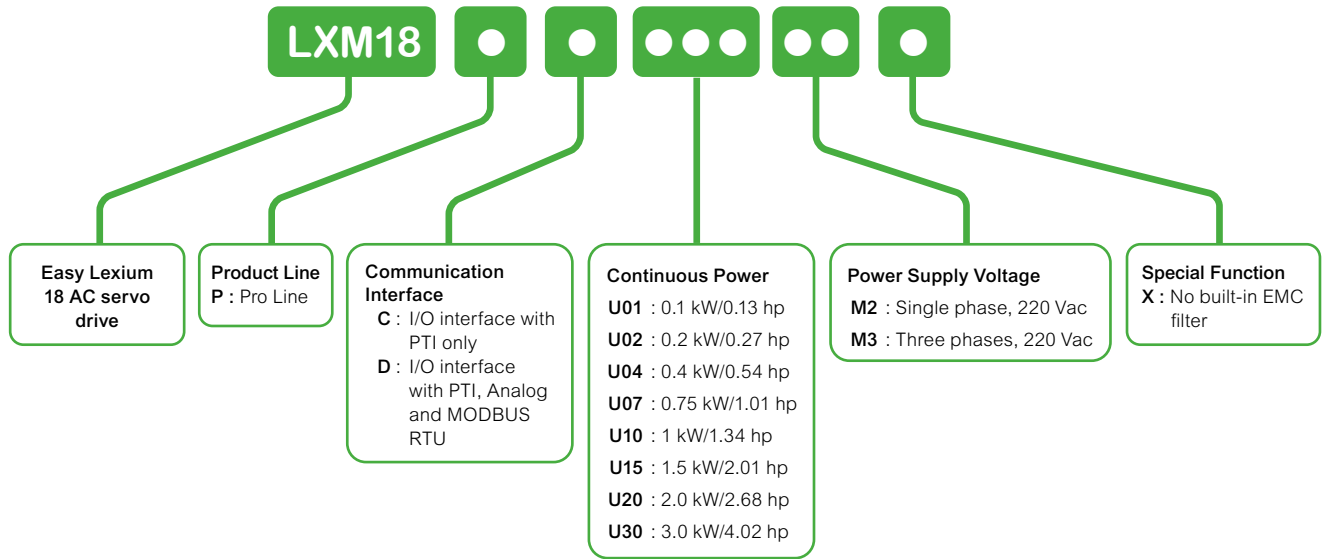 LXM18
Easy Lexium
18 AC servo
drive
Product Line
P : Pro Line
Communication
Interface
C : I/O interface with
PTI only
D : I/O interface
with PTI, Analog
and MODBUS
RTU
Continuous Power
U01 : 0.1 kW/0.13 hp
U02 : 0.2 kW/0.27 hp
U04 : 0.4 kW/0.54 hp
U07 : 0.75 kW/1.01 hp
U10 : 1 kW/1.34 hp
U15 : 1.5 kW/2.01 hp
U20 : 2.0 kW/2.68 hp
U30 : 3.0 kW/4.02 hp
Power Supply Voltage
M2 : Single phase, 220 Vac
M3 : Three phases, 220 Vac
Special Function
X : No built-in EMC
filter